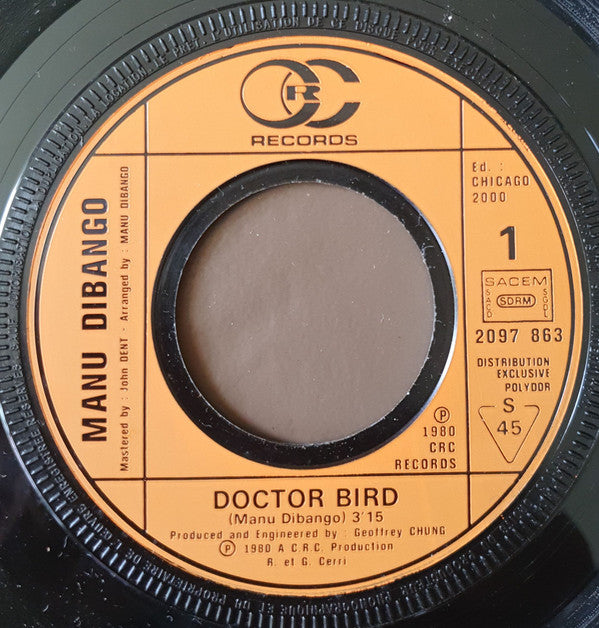 CRC
RECORDS
MANU DIBANGO
Mastered by : John DENT - Arranged by : MANU DIBANGO
Ed. :
CHICAGO
2000
1
SACEM
SACD SDRM SGDL
2097 863
DISTRIBUTION
EXCLUSIVE
POLYDOR
S
45
℗
1980
CRC
RECORDS
DOCTOR BIRD
(Manu Dibango) 3'15
Produced and Engineered by : Geoffrey CHUNG
℗ 1980 A C.R.C. Production
R. et G. Cerri